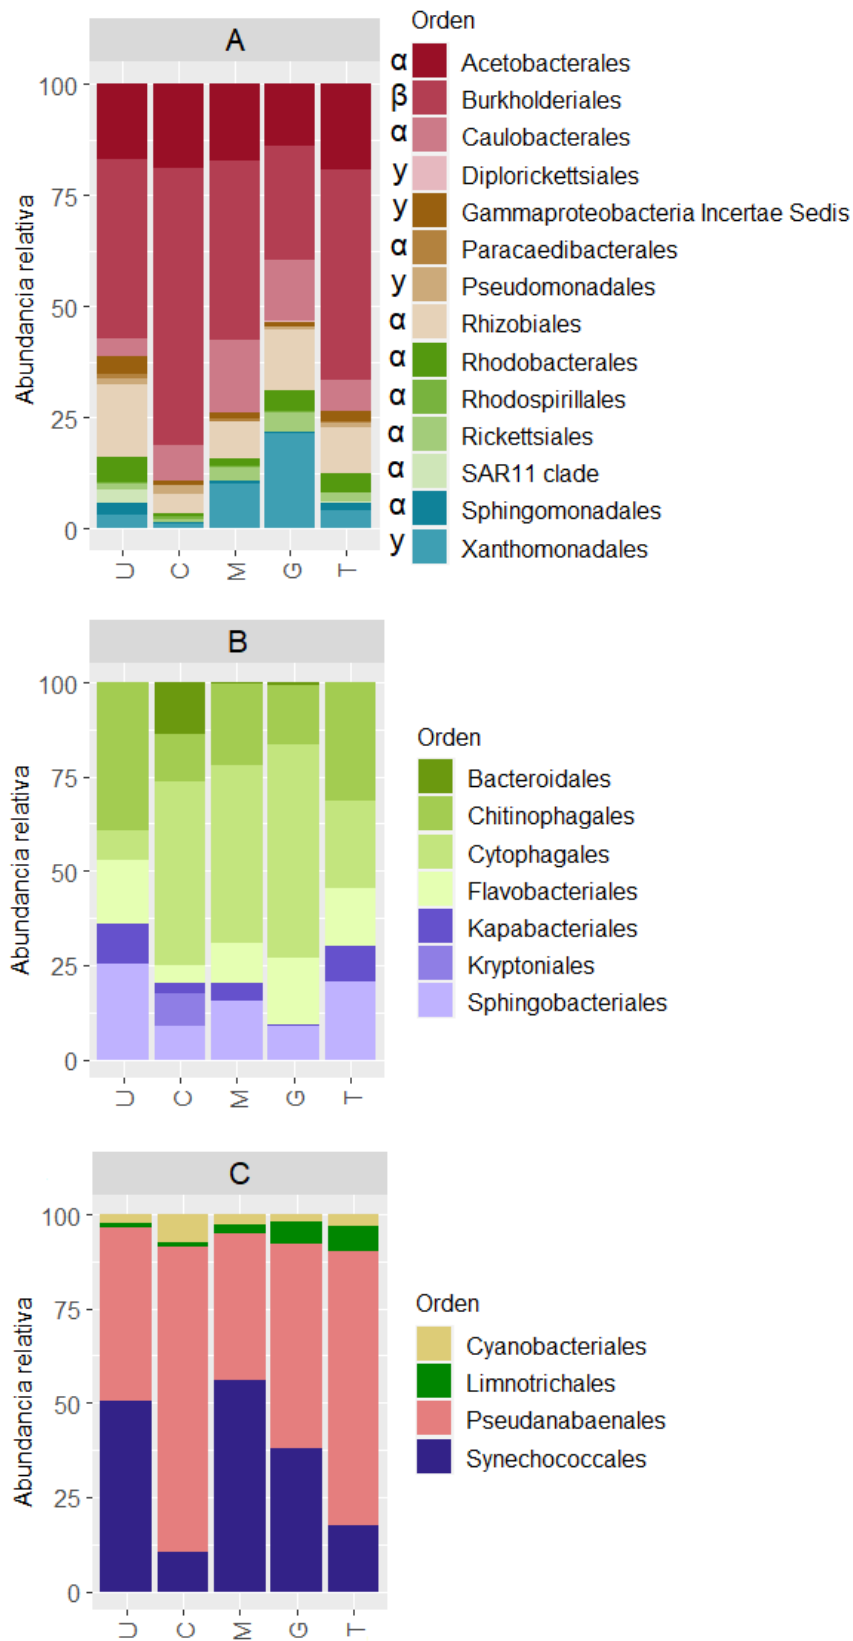 A
Abundancia relativa
100
75
50
25
0
U C M G T
Orden
α Acetobacterales
β Burkholderiales
α Caulobacterales
y Diplorickettsiales
y Gammaproteobacteria Incertae Sedis
α Paracaedibacterales
y Pseudomonadales
α Rhizobiales
α Rhodobacterales
α Rhodospirillales
α Rickettsiales
α SAR11 clade
α Sphingomonadales
y Xanthomonadales
B
Abundancia relativa
100
75
50
25
0
U C M G T
Orden
Bacteroidales
Chitinophagales
Cytophagales
Flavobacteriales
Kapabacteriales
Kryptoniales
Sphingobacteriales
C
Abundancia relativa
100
75
50
25
0
U C M G T
Orden
Cyanobacteriales
Limnotrichales
Pseudanabaenales
Synechococcales